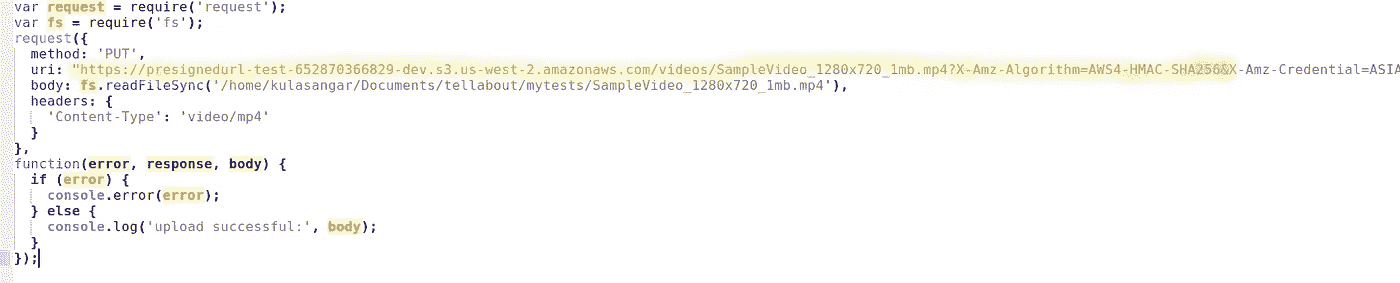 var request = require('request');
var fs = require('fs');
request({
  method: 'PUT',
  uri: "https://presignedurl-test-652870366829-dev.s3.us-west-2.amazonaws.com/videos/SampleVideo_1280x720_1mb.mp4?X-Amz-Algorithm=AWS4-HMAC-SHA256&X-Amz-Credential=ASIA
  body: fs.readFileSync('/home/kulasangar/Documents/tellabout/mytests/SampleVideo_1280x720_1mb.mp4'),
  headers: {
    'Content-Type': 'video/mp4'
  }
},
function(error, response, body) {
  if (error) {
    console.error(error);
  } else {
    console.log('upload successful:', body);
  }
});